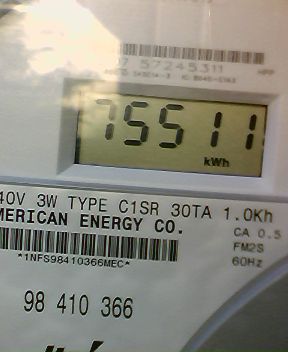 57245311
75511
kWh
40V 3W TYPE C1SR 30TA 1.0Kh
MERICAN ENERGY CO.
CA 0.5
FM2S
60Hz
*1NFS98410366MEC*
98 410 366